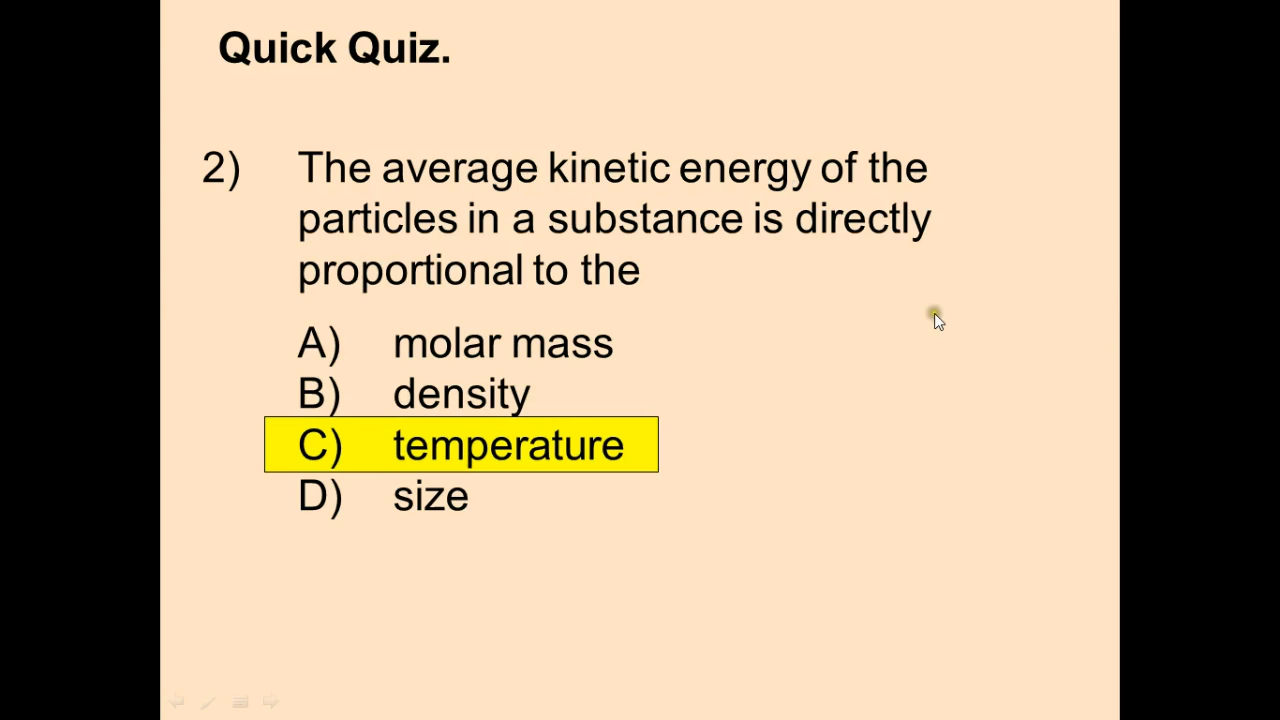 Quick Quiz.
2) The average kinetic energy of the
particles in a substance is directly
proportional to the
A) molar mass
B) density
C) temperature
D) size